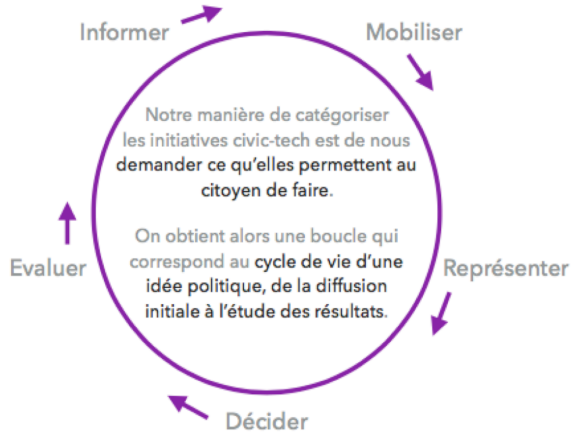 Informer
Mobiliser
Notre manière de catégoriser
les initiatives civic-tech est de nous
demander ce qu'elles permettent au
citoyen de faire.
On obtient alors une boucle qui
correspond au cycle de vie d'une
idée politique, de la diffusion
initiale à l'étude des résultats.
Evaluer
Représenter
Décider